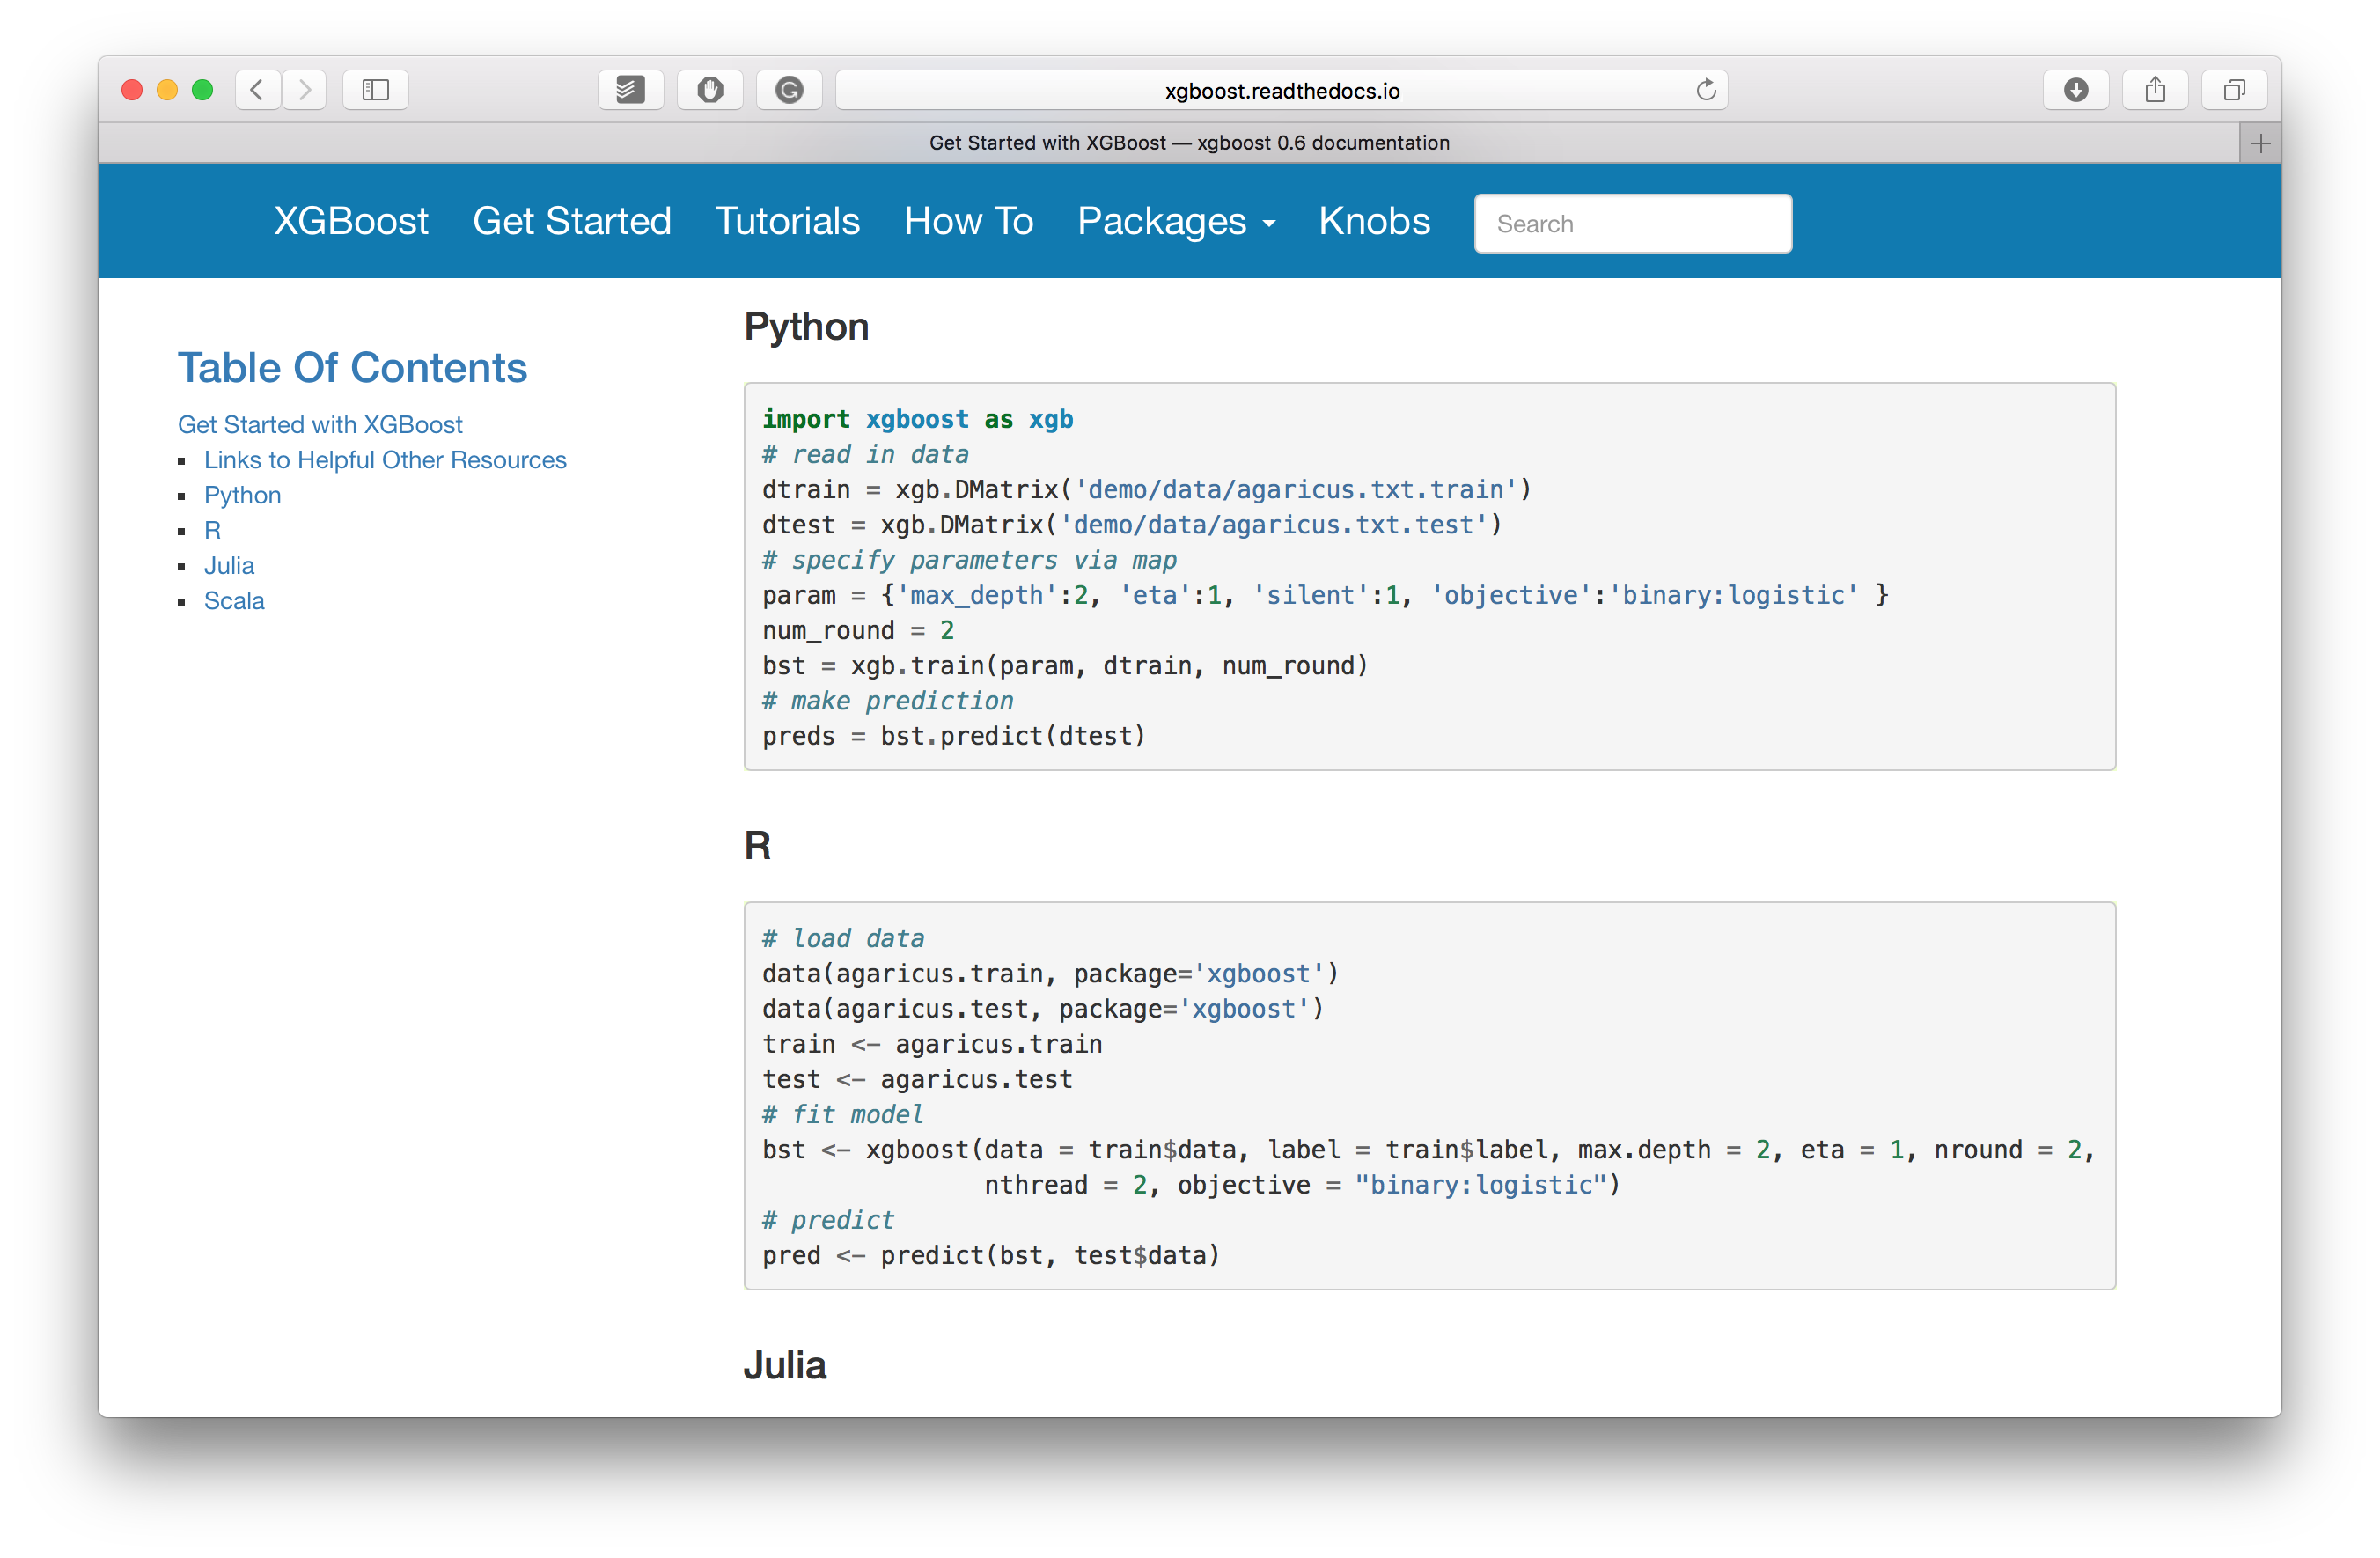 xgboost.readthedocs.io
Get Started with XGBoost — xgboost 0.6 documentation
XGBoost Get Started Tutorials How To Packages Knobs Search
Table Of Contents
Get Started with XGBoost
Links to Helpful Other Resources
Python
R
Julia
Scala
Python
import xgboost as xgb
# read in data
dtrain = xgb.DMatrix('demo/data/agaricus.txt.train')
dtest = xgb.DMatrix('demo/data/agaricus.txt.test')
# specify parameters via map
param = {'max_depth':2, 'eta':1, 'silent':1, 'objective':'binary:logistic' }
num_round = 2
bst = xgb.train(param, dtrain, num_round)
# make prediction
preds = bst.predict(dtest)
R
# load data
data(agaricus.train, package='xgboost')
data(agaricus.test, package='xgboost')
train <- agaricus.train
test <- agaricus.test
# fit model
bst <- xgboost(data = train$data, label = train$label, max.depth = 2, eta = 1, nround = 2,
nthread = 2, objective = "binary:logistic")
# predict
pred <- predict(bst, test$data)
Julia